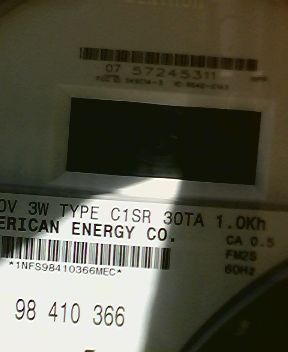 07 57245311
0V 3W TYPE C1SR 30TA 1.0Kh
ERICAN ENERGY CO.
CA 0.5
FM2S
60Hz
*1NFS98410366MEC*
98 410 366